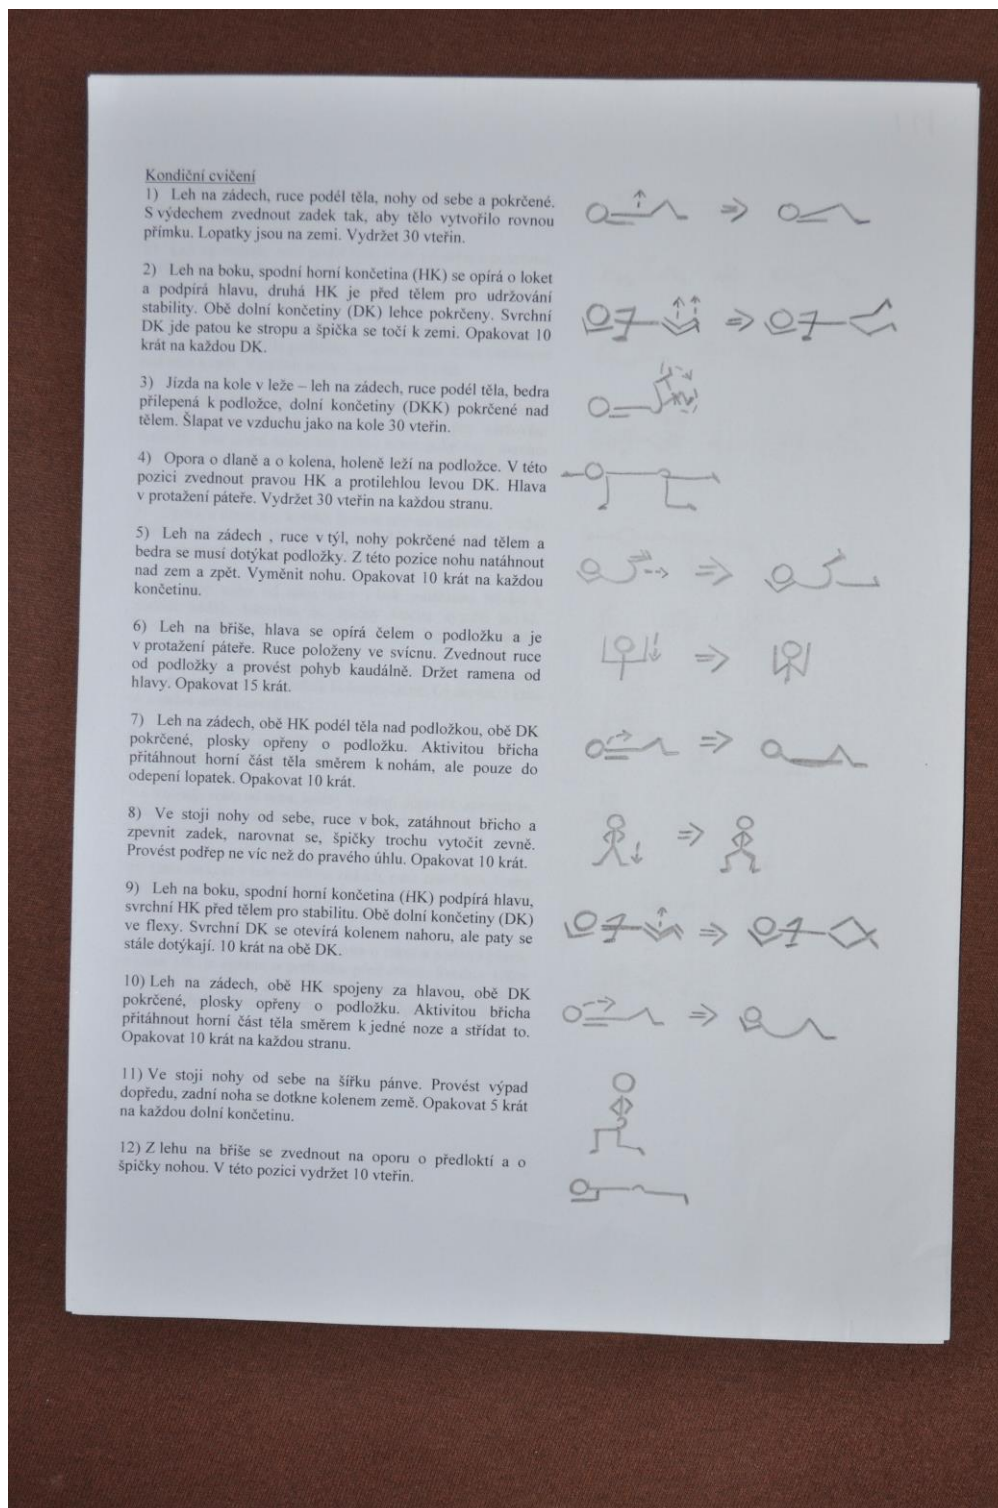 Kondiční cvičení
1) Leh na zádech, ruce podél těla, nohy od sebe a pokrčené.
S výdechem zvednout zadek tak, aby tělo vytvořilo rovnou
přímku. Lopatky jsou na zemi. Vydržet 30 vteřin.
2) Leh na boku, spodní horní končetina (HK) se opírá o loket
a podpírá hlavu, druhá HK je před tělem pro udržování
stability. Obě dolní končetiny (DK) lehce pokrčeny. Svrchní
DK jde patou ke stropu a špička se točí k zemi. Opakovat 10
krát na každou DK.
3) Jízda na kole v leže – leh na zádech, ruce podél těla, bedra
přilepená k podložce, dolní končetiny (DKK) pokrčené nad
tělem. Šlapat ve vzduchu jako na kole 30 vteřin.
4) Opora o dlaně a o kolena, holeně leží na podložce. V této
pozici zvednout pravou HK a protilehlou levou DK. Hlava
v protažení páteře. Vydržet 30 vteřin na každou stranu.
5) Leh na zádech , ruce v týl, nohy pokrčené nad tělem a
bedra se musí dotýkat podložky. Z této pozice nohu natáhnout
nad zem a zpět. Vyměnit nohu. Opakovat 10 krát na každou
končetinu.
6) Leh na břiše, hlava se opírá čelem o podložku a je
v protažení páteře. Ruce položeny ve svícnu. Zvednout ruce
od podložky a provést pohyb kaudálně. Držet ramena od
hlavy. Opakovat 15 krát.
7) Leh na zádech, obě HK podél těla nad podložkou, obě DK
pokrčené, plosky opřeny o podložku. Aktivitou břicha
přitáhnout horní část těla směrem k nohám, ale pouze do
odepení lopatek. Opakovat 10 krát.
8) Ve stoji nohy od sebe, ruce v bok, zatáhnout břicho a
zpevnit zadek, narovnat se, špičky trochu vytočit zevně.
Provést podřep ne víc než do pravého úhlu. Opakovat 10 krát.
9) Leh na boku, spodní horní končetina (HK) podpírá hlavu,
svrchní HK před tělem pro stabilitu. Obě dolní končetiny (DK)
ve flexy. Svrchní DK se otevírá kolenem nahoru, ale paty se
stále dotýkají. 10 krát na obě DK.
10) Leh na zádech, obě HK spojeny za hlavou, obě DK
pokrčené, plosky opřeny o podložku. Aktivitou břicha
přitáhnout horní část těla směrem k jedné noze a střídat to.
Opakovat 10 krát na každou stranu.
11) Ve stoji nohy od sebe na šířku pánve. Provést výpad
dopředu, zadní noha se dotkne kolenem země. Opakovat 5 krát
na každou dolní končetinu.
12) Z lehu na břiše se zvednout na oporu o předloktí a o
špičky nohou. V této pozici vydržet 10 vteřin.